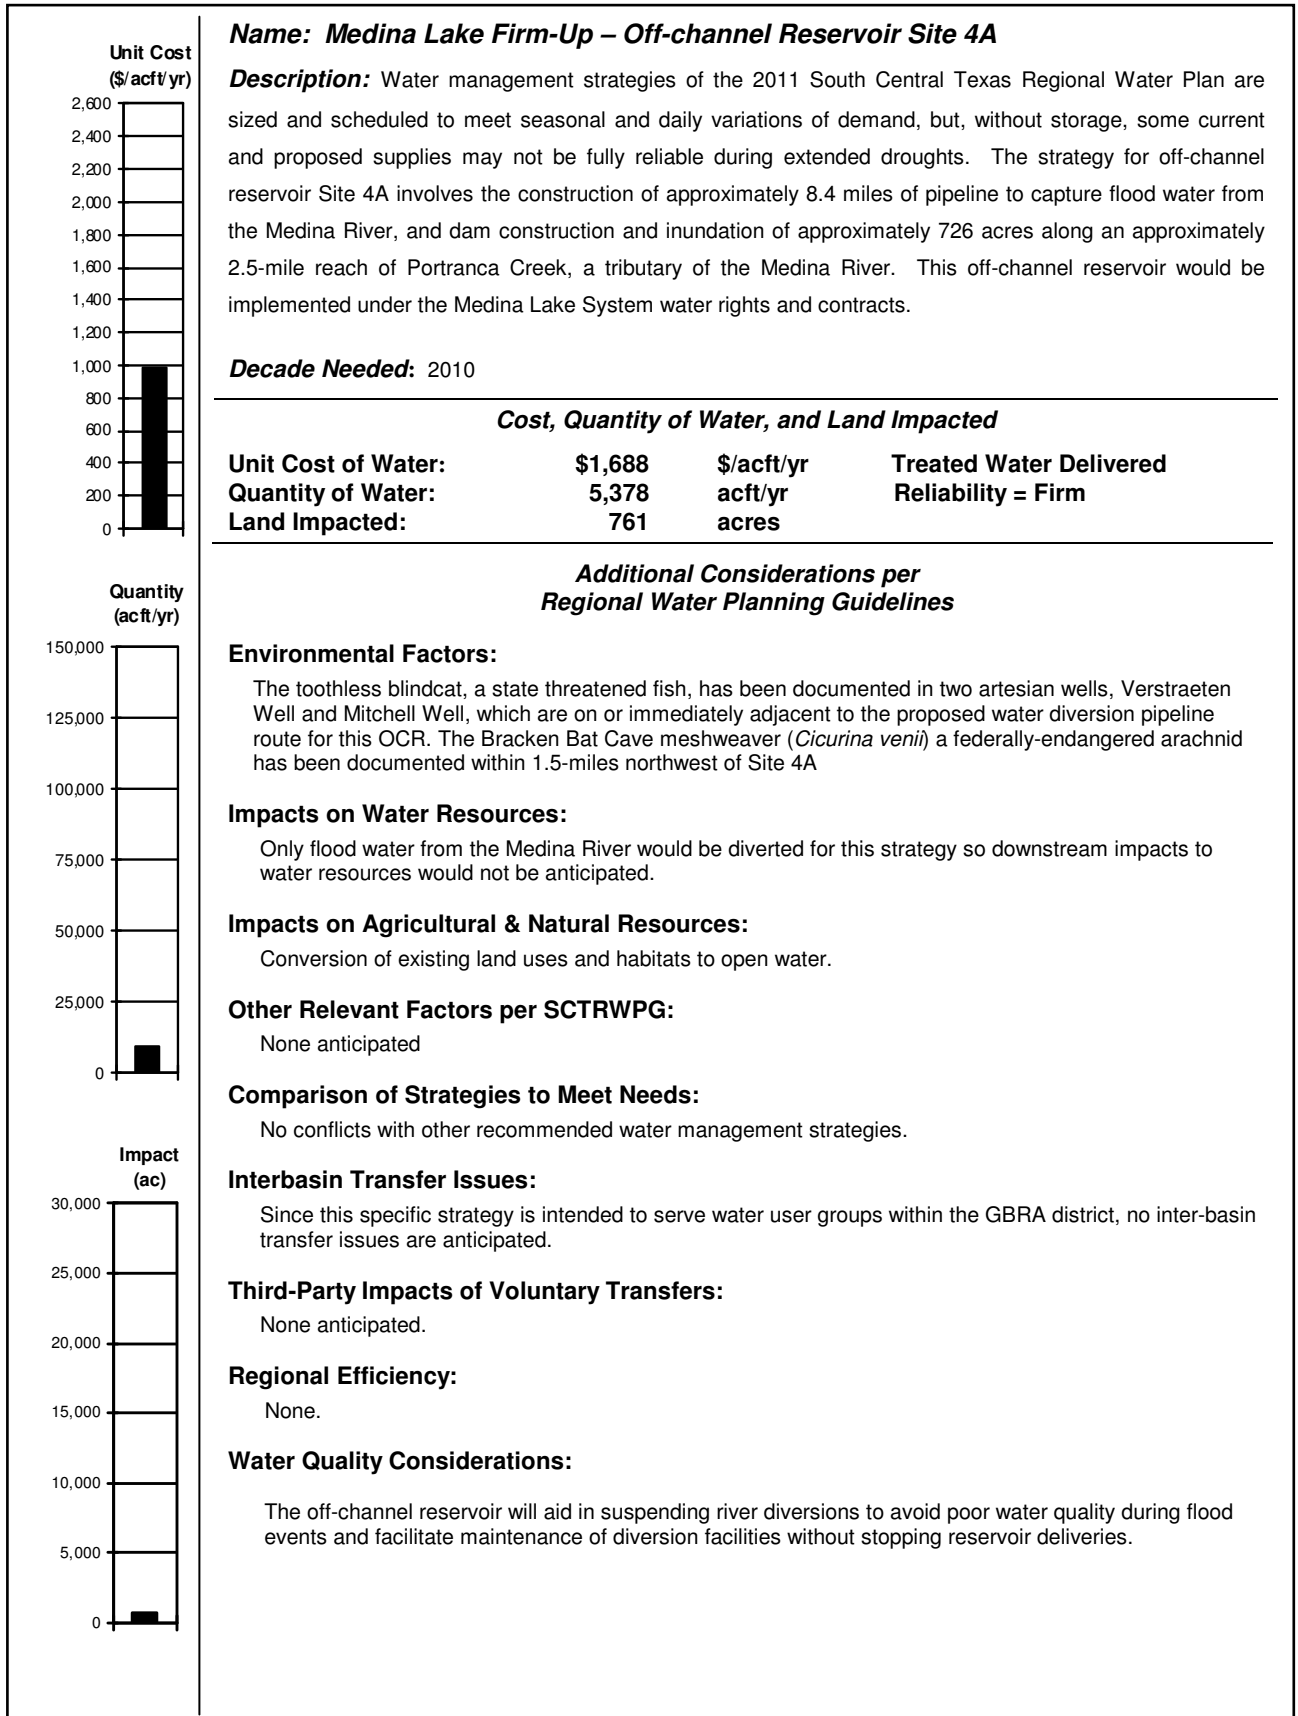 Unit Cost
($/acft/yr)
2,600
2,400
2,200
2,000
1,800
1,600
1,400
1,200
1,000
800
600
400
200
0
Quantity
(acft/yr)
150,000
125,000
100,000
75,000
50,000
25,000
0
Impact
(ac)
30,000
25,000
20,000
15,000
10,000
5,000
0
Name: Medina Lake Firm-Up – Off-channel Reservoir Site 4A
Description: Water management strategies of the 2011 South Central Texas Regional Water Plan are
sized and scheduled to meet seasonal and daily variations of demand, but, without storage, some current
and proposed supplies may not be fully reliable during extended droughts. The strategy for off-channel
reservoir Site 4A involves the construction of approximately 8.4 miles of pipeline to capture flood water from
the Medina River, and dam construction and inundation of approximately 726 acres along an approximately
2.5-mile reach of Portranca Creek, a tributary of the Medina River. This off-channel reservoir would be
implemented under the Medina Lake System water rights and contracts.
Decade Needed: 2010
Cost, Quantity of Water, and Land Impacted
Unit Cost of Water: $1,688 $/acft/yr Treated Water Delivered
Quantity of Water: 5,378 acft/yr Reliability = Firm
Land Impacted: 761 acres
Additional Considerations per
Regional Water Planning Guidelines
Environmental Factors:
The toothless blindcat, a state threatened fish, has been documented in two artesian wells, Verstraeten
Well and Mitchell Well, which are on or immediately adjacent to the proposed water diversion pipeline
route for this OCR. The Bracken Bat Cave meshweaver (Cicurina venii) a federally-endangered arachnid
has been documented within 1.5-miles northwest of Site 4A
Impacts on Water Resources:
Only flood water from the Medina River would be diverted for this strategy so downstream impacts to
water resources would not be anticipated.
Impacts on Agricultural & Natural Resources:
Conversion of existing land uses and habitats to open water.
Other Relevant Factors per SCTRWPG:
None anticipated
Comparison of Strategies to Meet Needs:
No conflicts with other recommended water management strategies.
Interbasin Transfer Issues:
Since this specific strategy is intended to serve water user groups within the GBRA district, no inter-basin
transfer issues are anticipated.
Third-Party Impacts of Voluntary Transfers:
None anticipated.
Regional Efficiency:
None.
Water Quality Considerations:
The off-channel reservoir will aid in suspending river diversions to avoid poor water quality during flood
events and facilitate maintenance of diversion facilities without stopping reservoir deliveries.